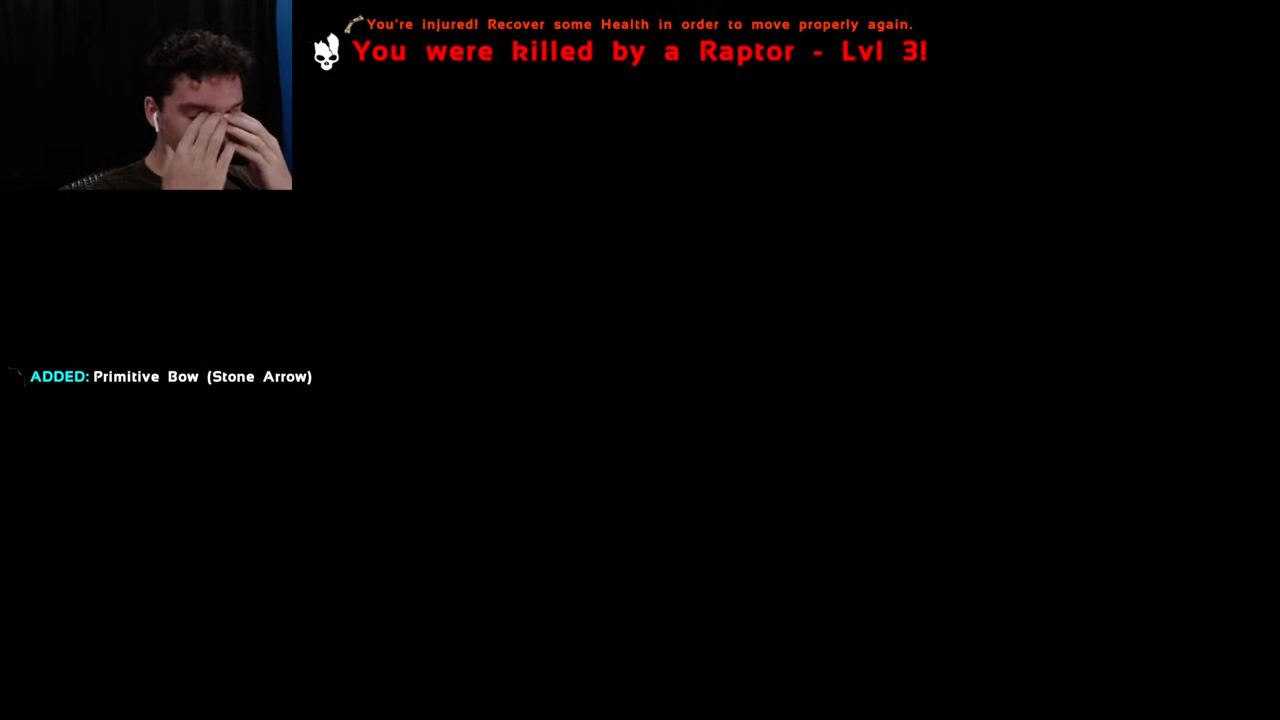 You're injured! Recover some Health in order to move properly again.
You were killed by a Raptor - Lvl 3!
ADDED: Primitive Bow (Stone Arrow)